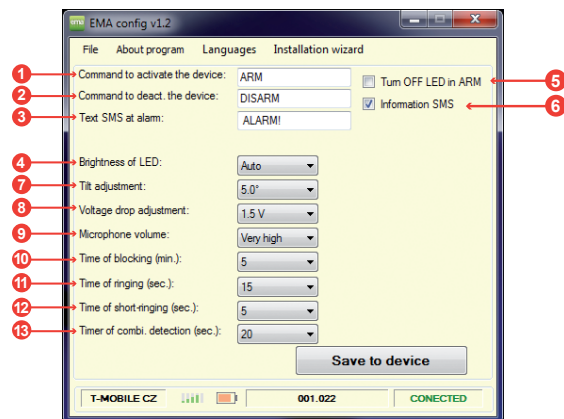 ema EMA config v1.2
File About program Languages Installation wizard
1 Command to activate the device: ARM Turn OFF LED in ARM 5
2 Command to deact. the device: DISARM Information SMS 6
3 Text SMS at alarm: ALARM!
4 Brightness of LED: Auto
7 Tilt adjustment: 5.0°
8 Voltage drop adjustment: 1.5 V
9 Microphone volume: Very high
10 Time of blocking (min.): 5
11 Time of ringing (sec.): 15
12 Time of short-ringing (sec.): 5
13 Timer of combi. detection (sec.): 20
Save to device
T-MOBILE CZ 001.022 CONECTED